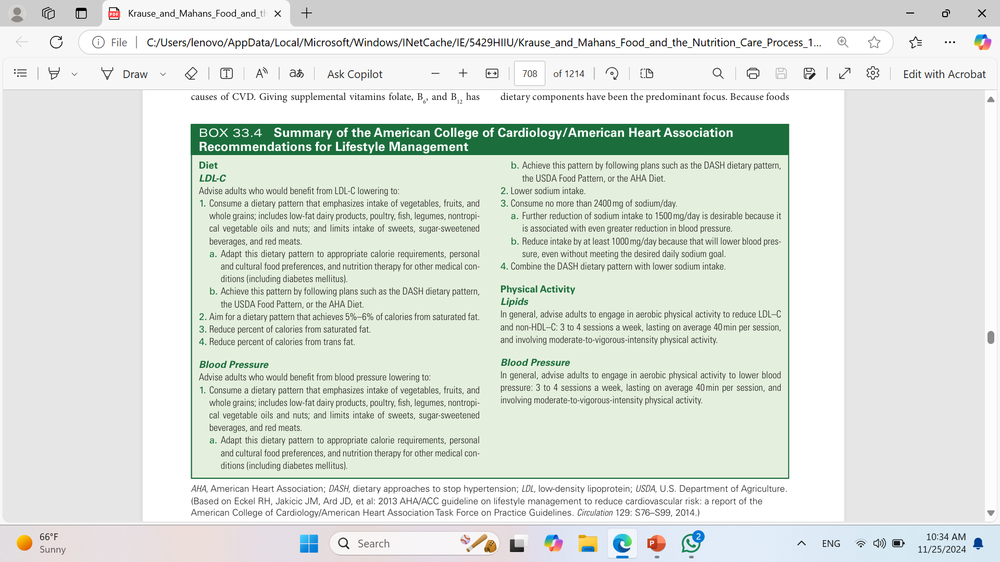 Krause_and_Mahans_Food_and_th
File
C:/Users/lenovo/AppData/Local/Microsoft/Windows/INetCache/IE/5429HIIU/Krause_and_Mahans_Food_and_the_Nutrition_Care_Process_1...
Draw
Ask Copilot
708 of 1214
Edit with Acrobat
causes of CVD. Giving supplemental vitamins folate, B6, and B12 has
dietary components have been the predominant focus. Because foods
BOX 33.4 Summary of the American College of Cardiology/American Heart Association
Recommendations for Lifestyle Management
Diet
LDL-C
Advise adults who would benefit from LDL-C lowering to:
1. Consume a dietary pattern that emphasizes intake of vegetables, fruits, and
whole grains; includes low-fat dairy products, poultry, fish, legumes, nontropi-
cal vegetable oils and nuts; and limits intake of sweets, sugar-sweetened
beverages, and red meats.
a. Adapt this dietary pattern to appropriate calorie requirements, personal
and cultural food preferences, and nutrition therapy for other medical con-
ditions (including diabetes mellitus).
b. Achieve this pattern by following plans such as the DASH dietary pattern,
the USDA Food Pattern, or the AHA Diet.
2. Aim for a dietary pattern that achieves 5%–6% of calories from saturated fat.
3. Reduce percent of calories from saturated fat.
4. Reduce percent of calories from trans fat.
Blood Pressure
Advise adults who would benefit from blood pressure lowering to:
1. Consume a dietary pattern that emphasizes intake of vegetables, fruits, and
whole grains; includes low-fat dairy products, poultry, fish, legumes, nontropi-
cal vegetable oils and nuts; and limits intake of sweets, sugar-sweetened
beverages, and red meats.
a. Adapt this dietary pattern to appropriate calorie requirements, personal
and cultural food preferences, and nutrition therapy for other medical con-
ditions (including diabetes mellitus).
b. Achieve this pattern by following plans such as the DASH dietary pattern,
the USDA Food Pattern, or the AHA Diet.
2. Lower sodium intake.
3. Consume no more than 2400 mg of sodium/day.
a. Further reduction of sodium intake to 1500 mg/day is desirable because it
is associated with even greater reduction in blood pressure.
b. Reduce intake by at least 1000 mg/day because that will lower blood pres-
sure, even without meeting the desired daily sodium goal.
4. Combine the DASH dietary pattern with lower sodium intake.
Physical Activity
Lipids
In general, advise adults to engage in aerobic physical activity to reduce LDL–C
and non-HDL–C: 3 to 4 sessions a week, lasting on average 40 min per session,
and involving moderate-to-vigorous-intensity physical activity.
Blood Pressure
In general, advise adults to engage in aerobic physical activity to lower blood
pressure: 3 to 4 sessions a week, lasting on average 40 min per session, and
involving moderate-to-vigorous-intensity physical activity.
AHA, American Heart Association; DASH, dietary approaches to stop hypertension; LDL, low-density lipoprotein; USDA, U.S. Department of Agriculture.
(Based on Eckel RH, Jakicic JM, Ard JD, et al: 2013 AHA/ACC guideline on lifestyle management to reduce cardiovascular risk: a report of the
American College of Cardiology/American Heart Association Task Force on Practice Guidelines. Circulation 129: S76–S99, 2014.)
66°F
Sunny
Search
2
ENG
10:34 AM
11/25/2024